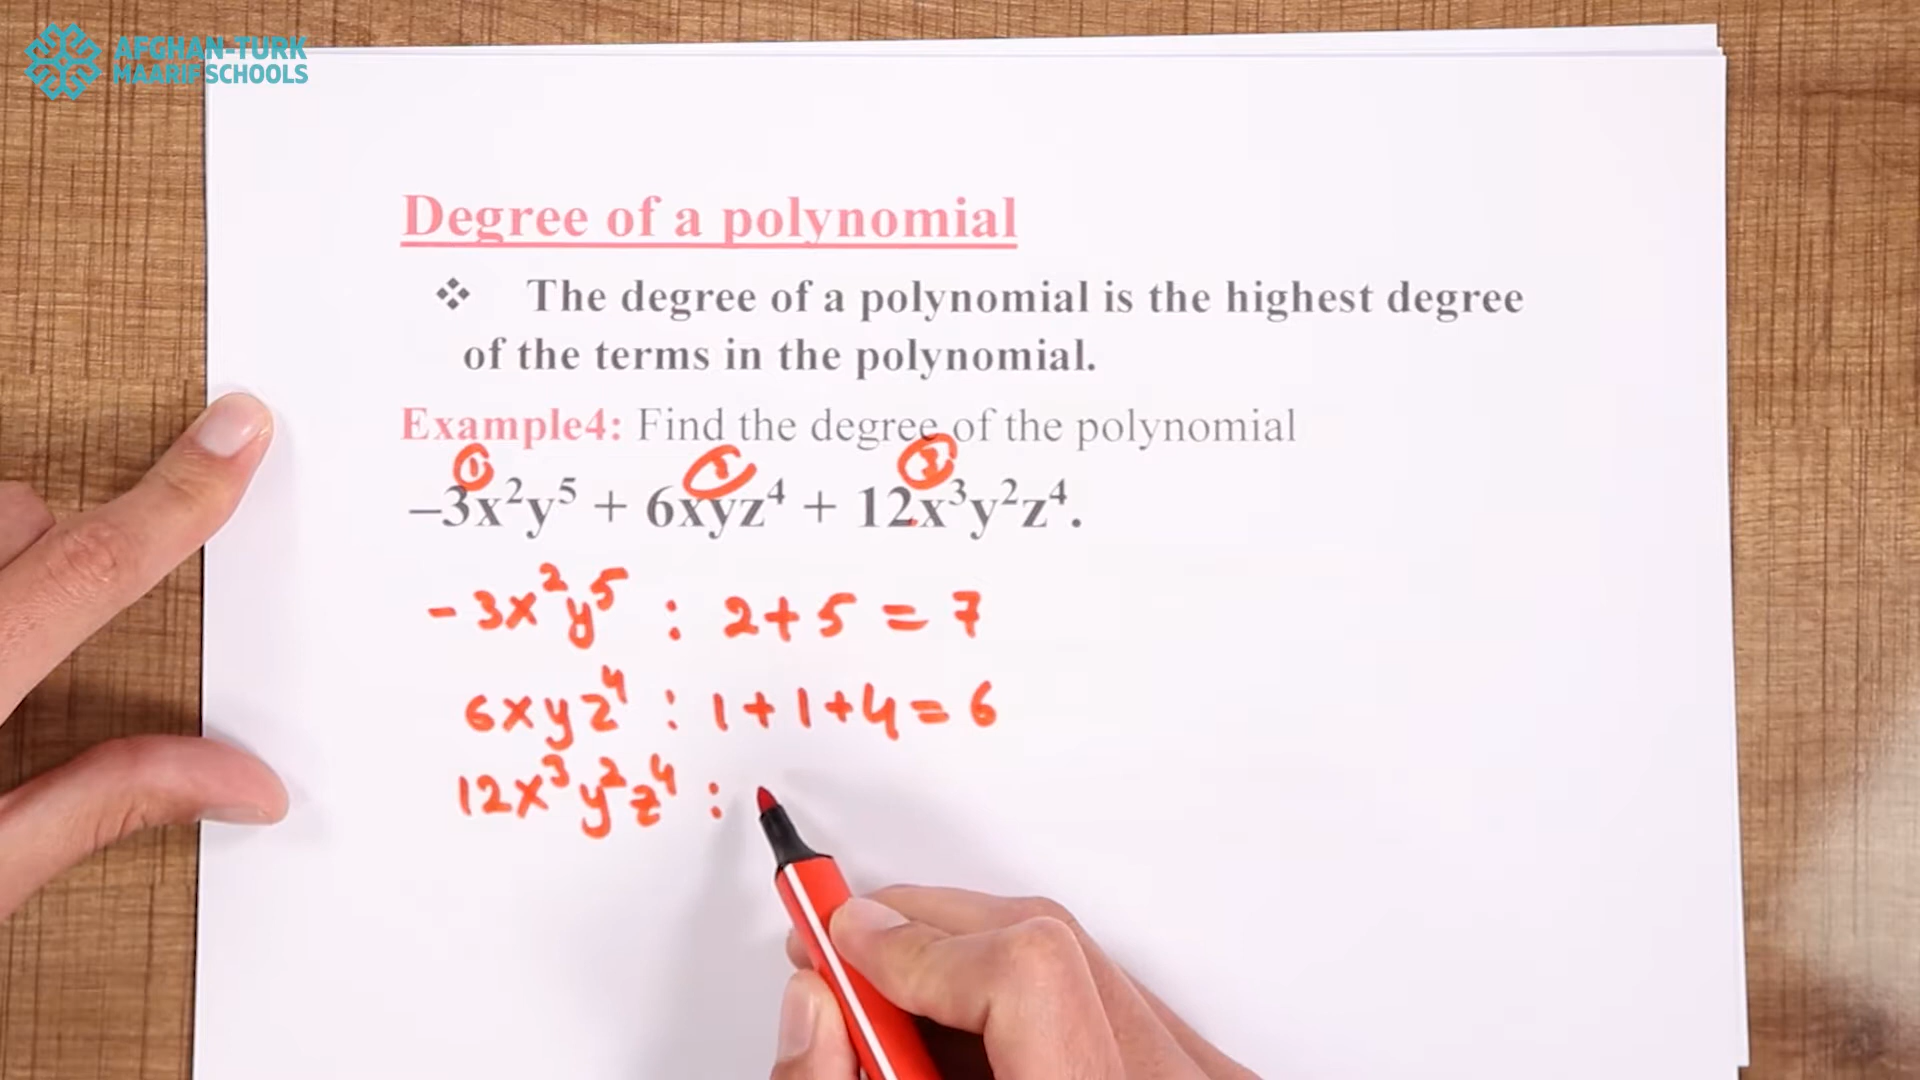 AFGHAN-TURK
MAARIF SCHOOLS
Degree of a polynomial
❖ The degree of a polynomial is the highest degree
of the terms in the polynomial.
Example4: Find the degree of the polynomial
①
–3x²y⁵ + 6xyz⁴ + 12x³y²z⁴.
-3x²y⁵ : 2+5=7
6xyz⁴ : 1+1+4=6
12x³y²z⁴ :